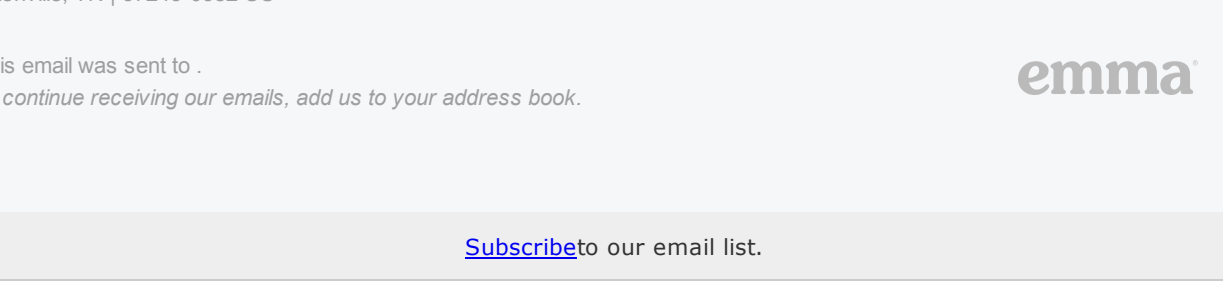 is email was sent to .
continue receiving our emails, add us to your address book.
emma®
Subscribeto our email list.